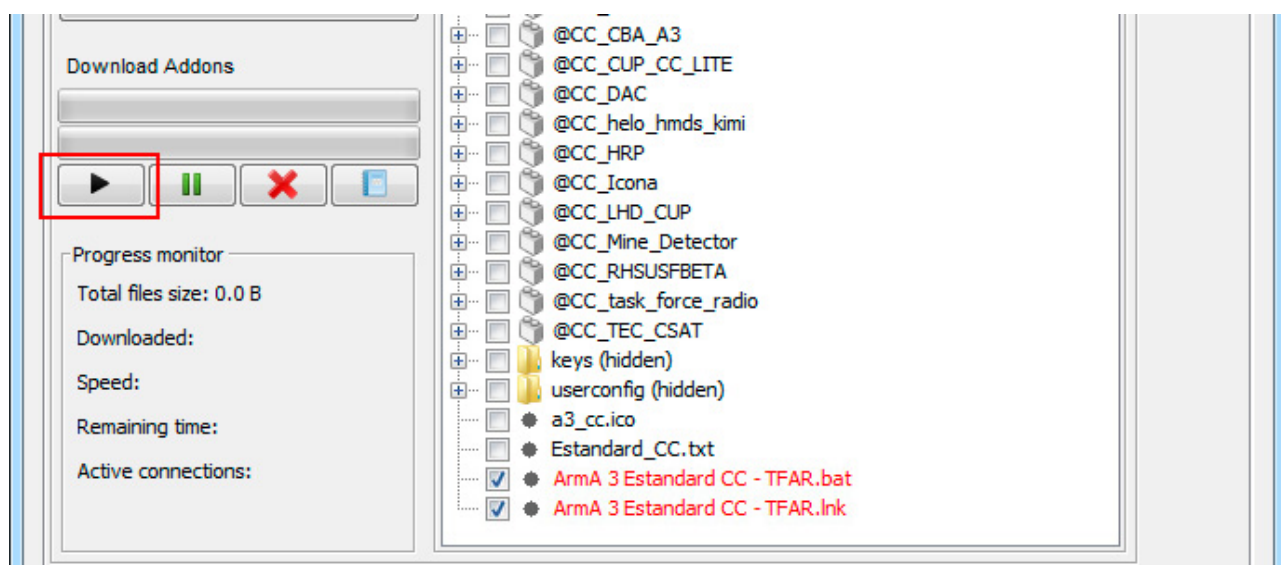 Download Addons
Progress monitor
Total files size: 0.0 B
Downloaded:
Speed:
Remaining time:
Active connections:
@CC_CBA_A3
@CC_CUP_CC_LITE
@CC_DAC
@CC_helo_hmds_kimi
@CC_HRP
@CC_Icona
@CC_LHD_CUP
@CC_Mine_Detector
@CC_RHSUSFBETA
@CC_task_force_radio
@CC_TEC_CSAT
keys (hidden)
userconfig (hidden)
a3_cc.ico
Estandard_CC.txt
ArmA 3 Estandard CC - TFAR.bat
ArmA 3 Estandard CC - TFAR.lnk